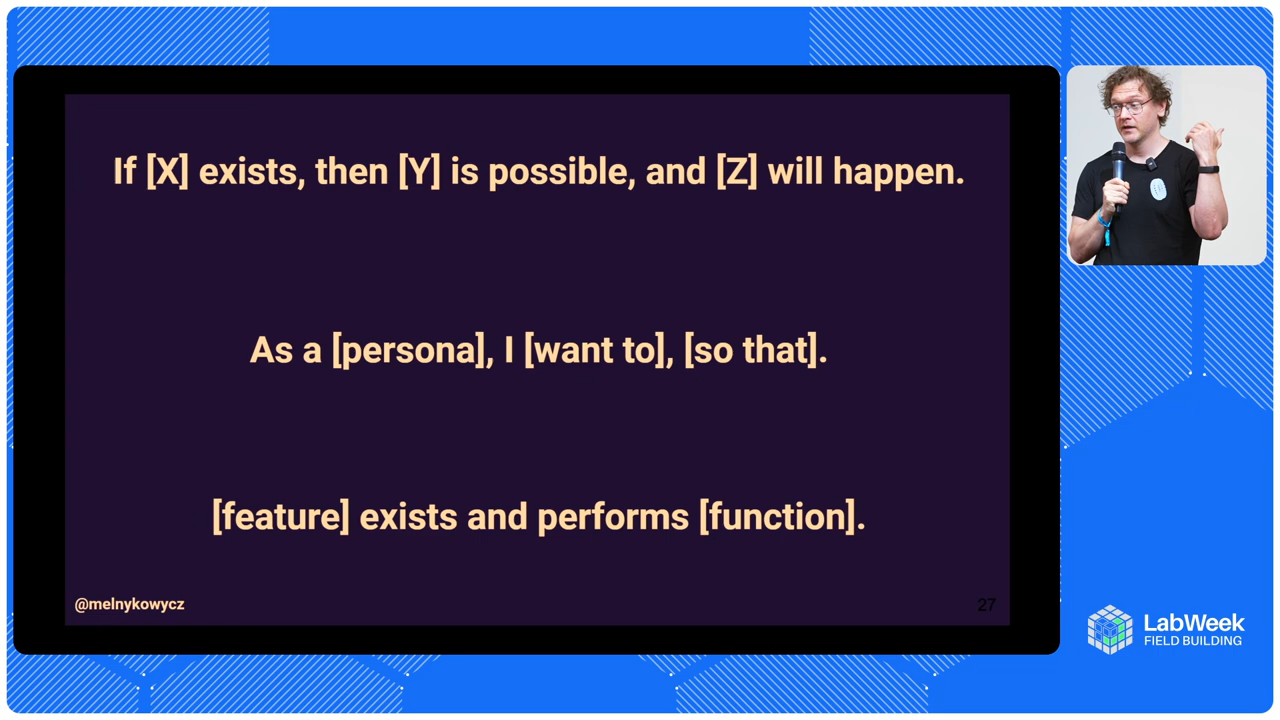 If [X] exists, then [Y] is possible, and [Z] will happen.
As a [persona], I [want to], [so that].
[feature] exists and performs [function].
@melnykowycz
27
LabWeek
FIELD BUILDING